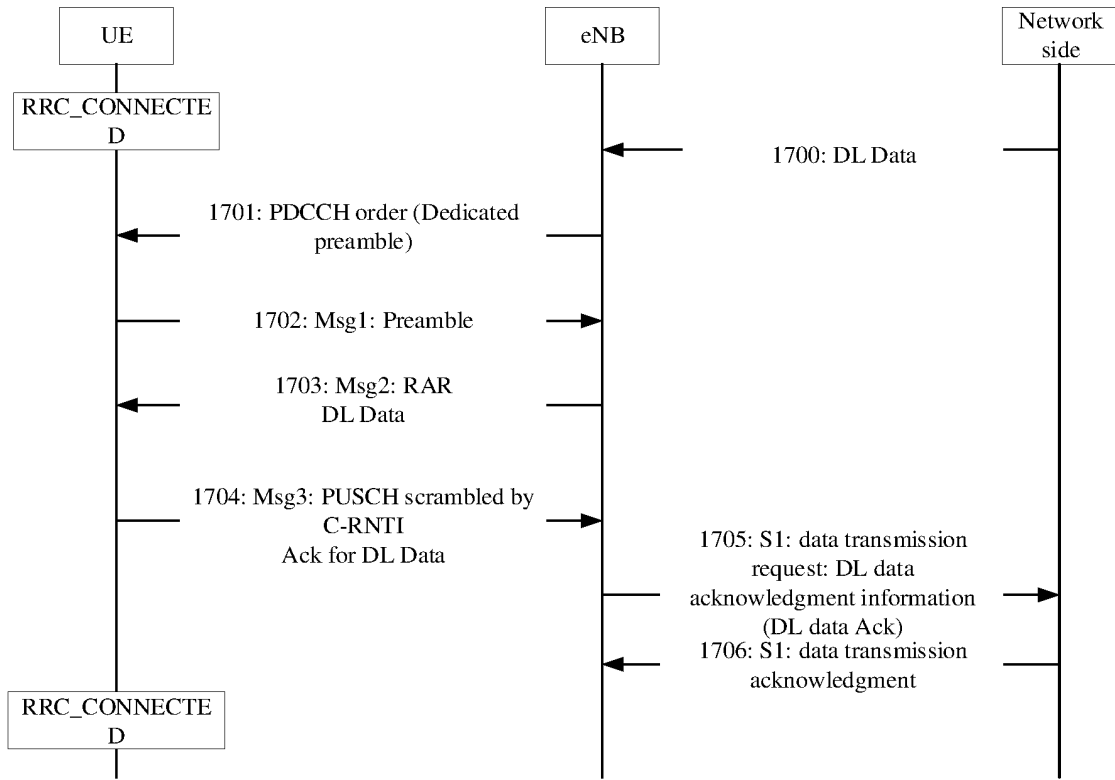 UE
eNB
Network
side
RRC_CONNECTE
D
1700: DL Data
1701: PDCCH order (Dedicated
preamble)
1702: Msg1: Preamble
1703: Msg2: RAR
DL Data
1704: Msg3: PUSCH scrambled by
C-RNTI
Ack for DL Data
1705: S1: data transmission
request: DL data
acknowledgment information
(DL data Ack)
1706: S1: data transmission
acknowledgment
RRC_CONNECTE
D